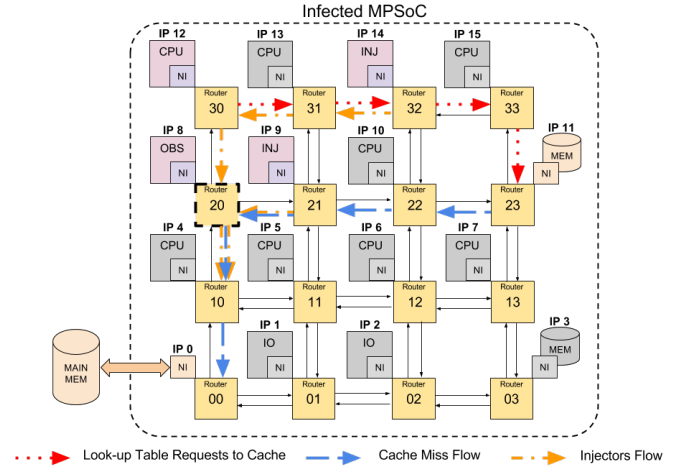 Infected MPSoC
IP 12
IP 13
IP 14
IP 15
CPU
CPU
INJ
CPU
NI
NI
NI
NI
Router
30
Router
31
Router
32
Router
33
IP 8
IP 9
IP 10
IP 11
OBS
INJ
CPU
MEM
NI
NI
NI
NI
Router
20
Router
21
Router
22
Router
23
IP 4
IP 5
IP 6
IP 7
CPU
CPU
CPU
CPU
NI
NI
NI
NI
Router
10
Router
11
Router
12
Router
13
IP 0
IP 1
IP 2
IP 3
IO
IO
MEM
NI
NI
NI
NI
MAIN
MEM
Router
00
Router
01
Router
02
Router
03
Look-up Table Requests to Cache
Cache Miss Flow
Injectors Flow